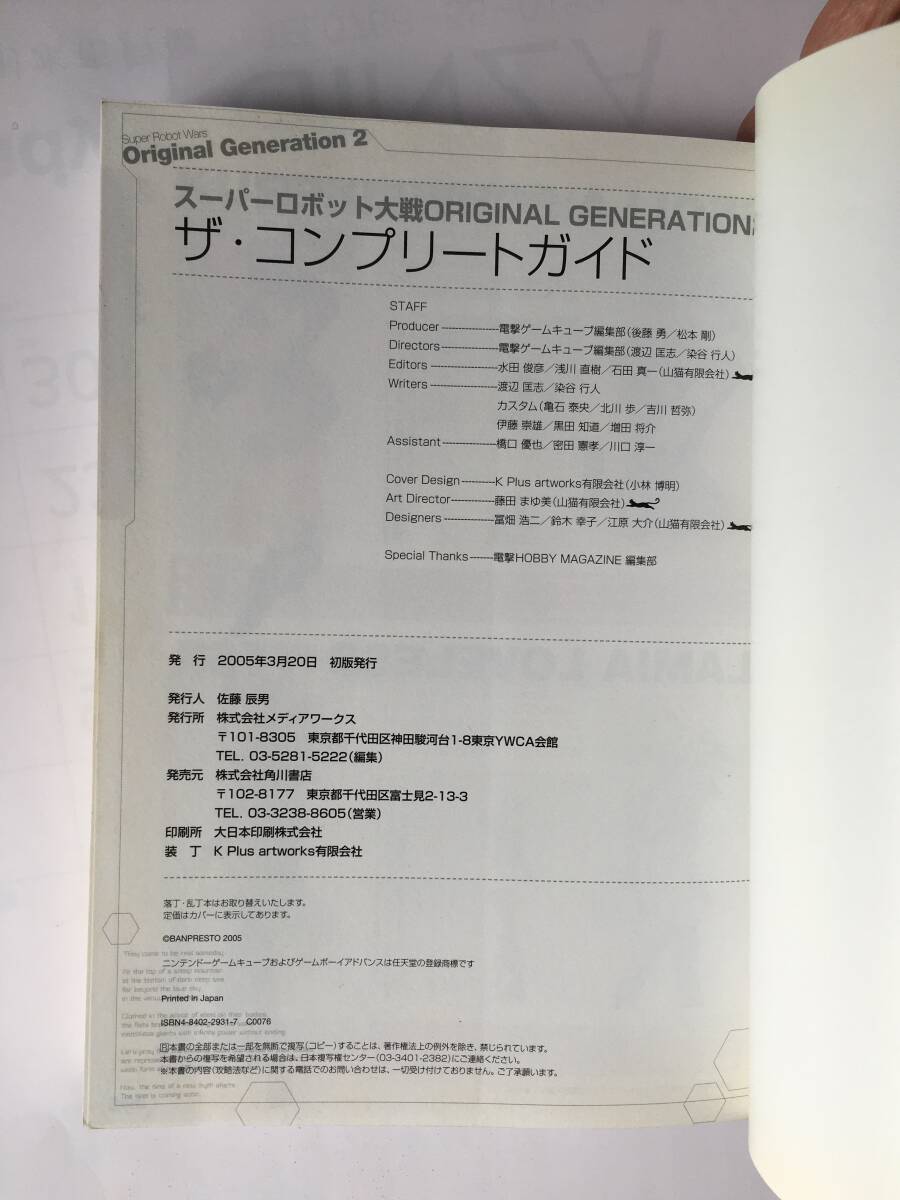 Super Robot Wars
Original Generation 2
スーパーロボット大戦ORIGINAL GENERATION
ザ・コンプリートガイド
STAFF
Producer 電撃ゲームキューブ編集部(後藤 勇/松本 剛)
Directors 電撃ゲームキューブ編集部(渡辺 匡志/染谷 行人)
Editors 水田 俊彦/浅川 直樹/石田 真一(山猫有限会社)
Writers 渡辺 匡志/染谷 行人
カスタム(亀石 泰央/北川 歩/吉川 哲弥)
伊藤 崇雄/黒田 知道/増田 将介
Assistant 橋口 優也/密田 憲孝/川口 淳一
Cover Design K Plus artworks有限会社(小林 博明)
Art Director 藤田 まゆ美(山猫有限会社)
Designers 冨畑 浩二/鈴木 幸子/江原 大介(山猫有限会社)
Special Thanks 電撃HOBBY MAGAZINE 編集部
発 行 2005年3月20日 初版発行
発行人 佐藤 辰男
発行所 株式会社メディアワークス
〒101-8305 東京都千代田区神田駿河台1-8東京YWCA会館
TEL. 03-5281-5222(編集)
発売元 株式会社角川書店
〒102-8177 東京都千代田区富士見2-13-3
TEL. 03-3238-8605(営業)
印刷所 大日本印刷株式会社
装 丁 K Plus artworks有限会社
落丁・乱丁本はお取り替えいたします。
定価はカバーに表示してあります。
©BANPRESTO 2005
ニンテンドーゲームキューブおよびゲームボーイアドバンスは任天堂の登録商標です
Printed in Japan
ISBN4-8402-2931-7 C0076
回本書の全部または一部を無断で複写(コピー)することは、著作権法上の例外を除き、禁じられています。
本書からの複写を希望される場合は、日本複写権センター(03-3401-2382)にご連絡ください。
※本書の内容(攻略法など)に関する電話でのお問い合わせは、一切受け付けておりません。ご了承願います。